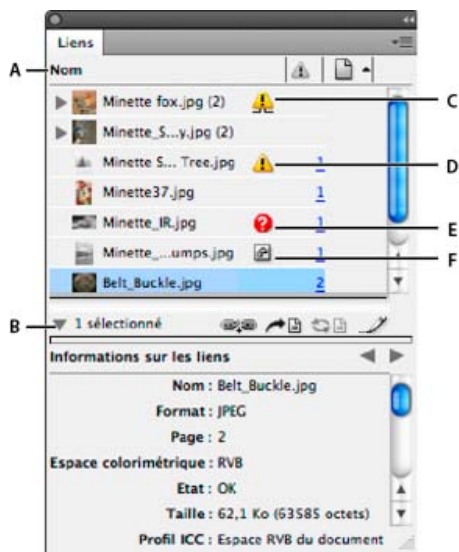 Liens
A
Nom
Minette fox.jpg (2)
C
Minette_S...y.jpg (2)
Minette S... Tree.jpg 1
D
Minette37.jpg 1
Minette_IR.jpg ? 1
E
Minette_...umps.jpg 1
F
Belt_Buckle.jpg 2
B
1 sélectionné
Informations sur les liens
Nom : Belt_Buckle.jpg
Format : JPEG
Page : 2
Espace colorimétrique : RVB
Etat : OK
Taille : 62,1 Ko (63585 octets)
Profil ICC : Espace RVB du document